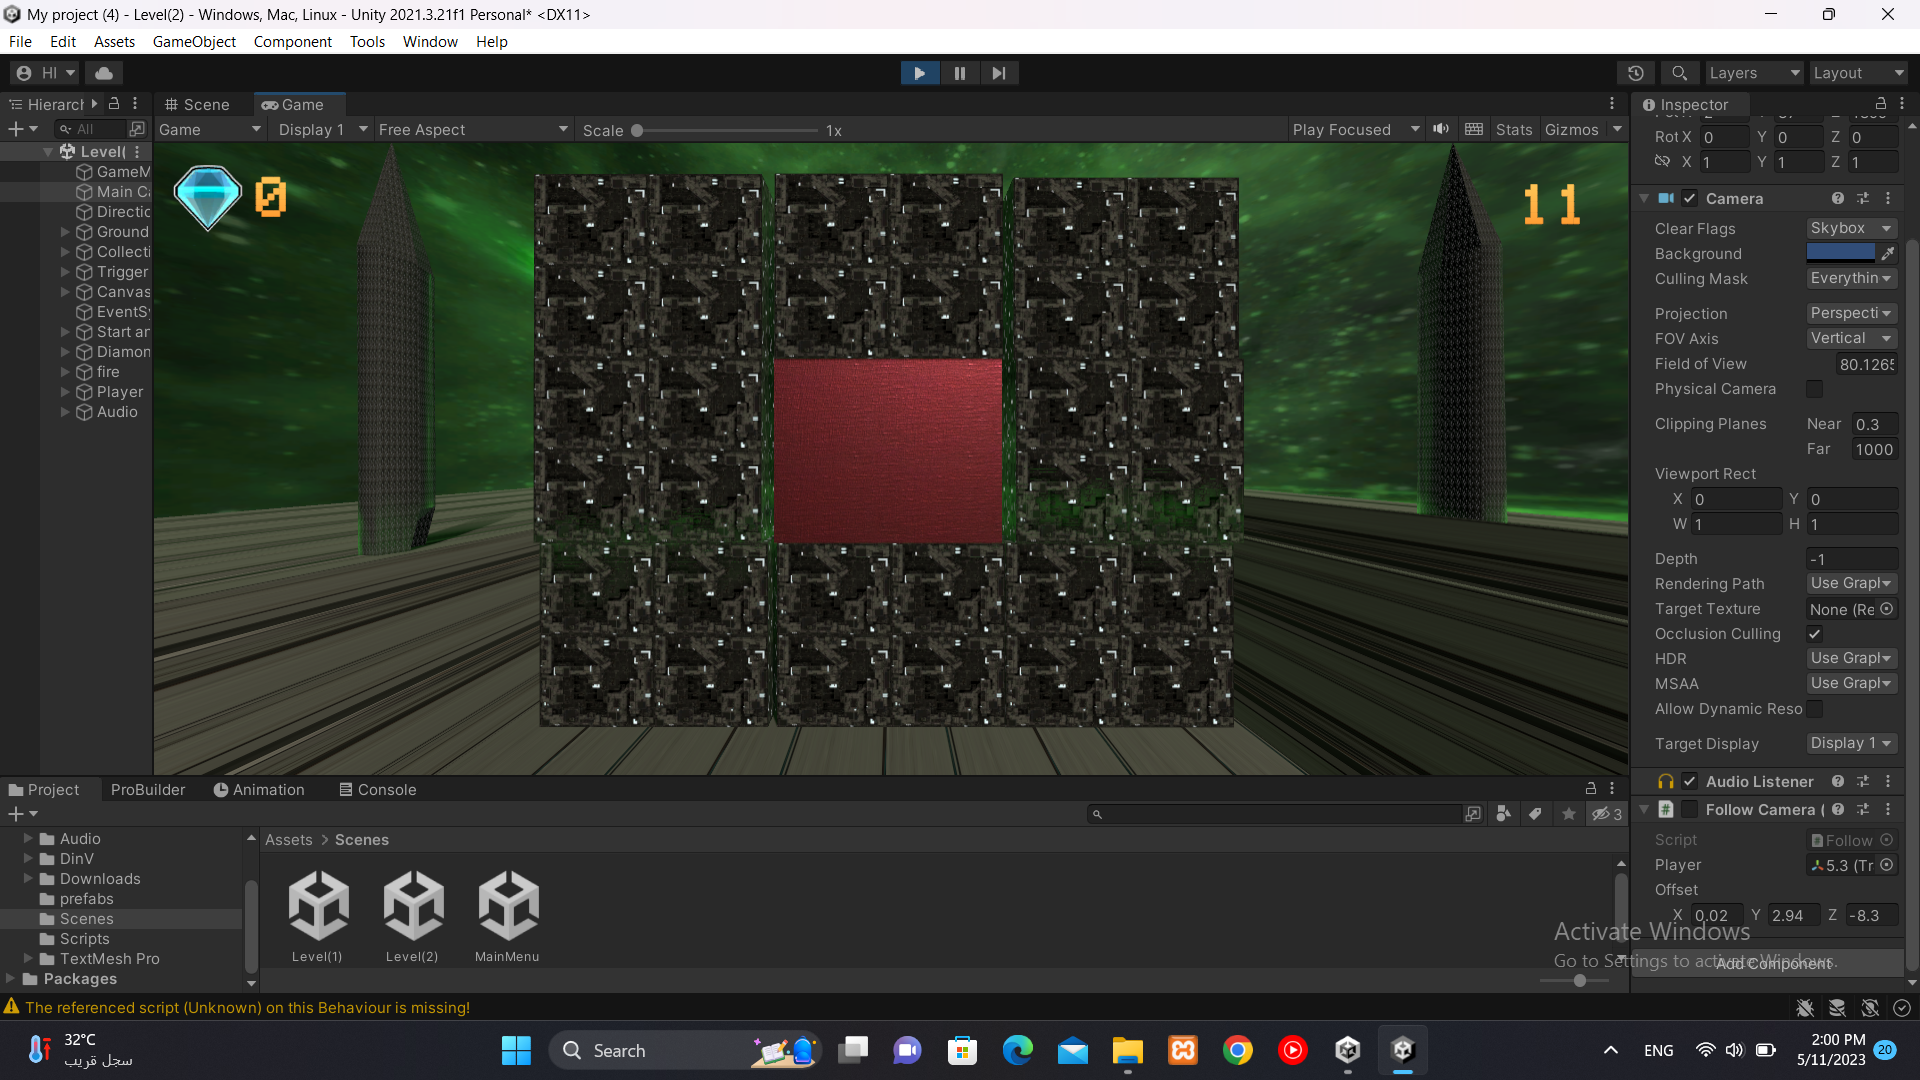 My project (4) - Level(2) - Windows, Mac, Linux - Unity 2021.3.21f1 Personal* <DX11>
File Edit Assets GameObject Component Tools Window Help
HI Layers Layout
Hierarch Scene Game Inspector
All Game Display 1 Free Aspect Scale 1x Play Focused Stats Gizmos
Rot X 0 Y 0 Z 0
X 1 Y 1 Z 1
Level(
GameM
Main Ca
Directio
Ground
Collecti
Trigger
Canvas
EventSy
Start an
Diamon
fire
Player
Audio
0
11
Camera
Clear Flags Skybox
Background
Culling Mask Everythin
Projection Perspecti
FOV Axis Vertical
Field of View 80.1265
Physical Camera
Clipping Planes Near 0.3
Far 1000
Viewport Rect
X 0 Y 0
W 1 H 1
Depth -1
Rendering Path Use Graph
Target Texture None (Re
Occlusion Culling
HDR Use Graph
MSAA Use Graph
Allow Dynamic Reso
Target Display Display 1
Audio Listener
Follow Camera (
Script Follow
Player 5.3 (Tr
Offset
X 0.02 Y 2.94 Z -8.3
Add Component
Activate Windows
Go to Settings to activate Windows.
Project ProBuilder Animation Console
3
Audio
DinV
Downloads
prefabs
Scenes
Scripts
TextMesh Pro
Packages
Assets > Scenes
Level(1) Level(2) MainMenu
The referenced script (Unknown) on this Behaviour is missing!
32°C
سجل قريب
Search
ENG
2:00 PM
5/11/2023
20